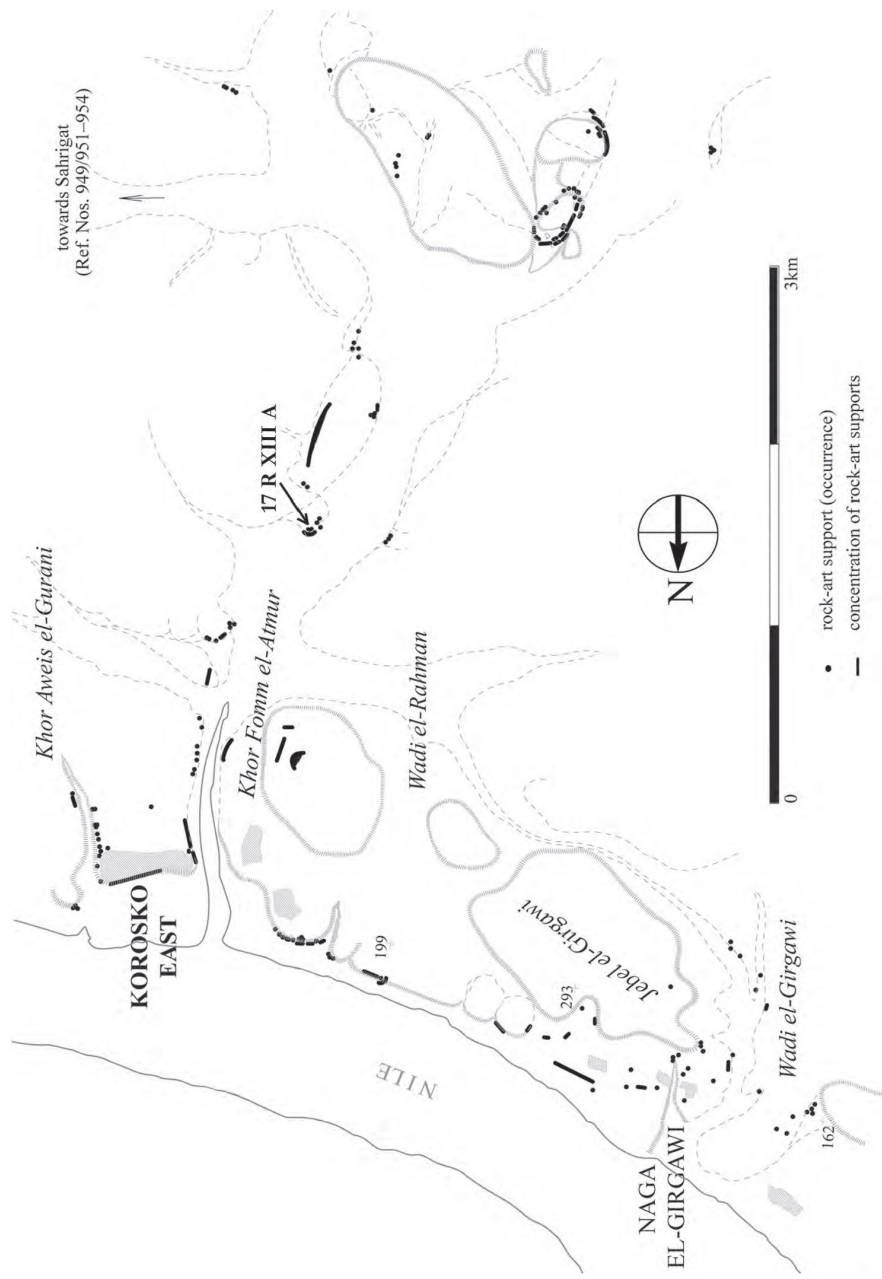 towards Sahrigat
(Ref. Nos. 949/951–954)
Khor Aweis el-Gurani
17 R XIII A
KOROSKO
EAST
Khor Fomm el-Atmur
Wadi el-Rahman
199
NILE
293
Jebel el-Girgawi
NAGA
EL-GIRGAWI
Wadi el-Girgawi
162
N
0
3km
rock-art support (occurrence)
concentration of rock-art supports